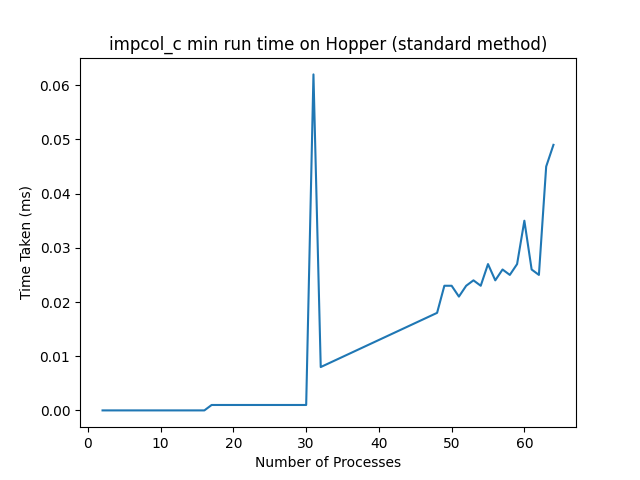 impcol_c min run time on Hopper (standard method)
Time Taken (ms)
0.06
0.05
0.04
0.03
0.02
0.01
0.00
0 10 20 30 40 50 60
Number of Processes